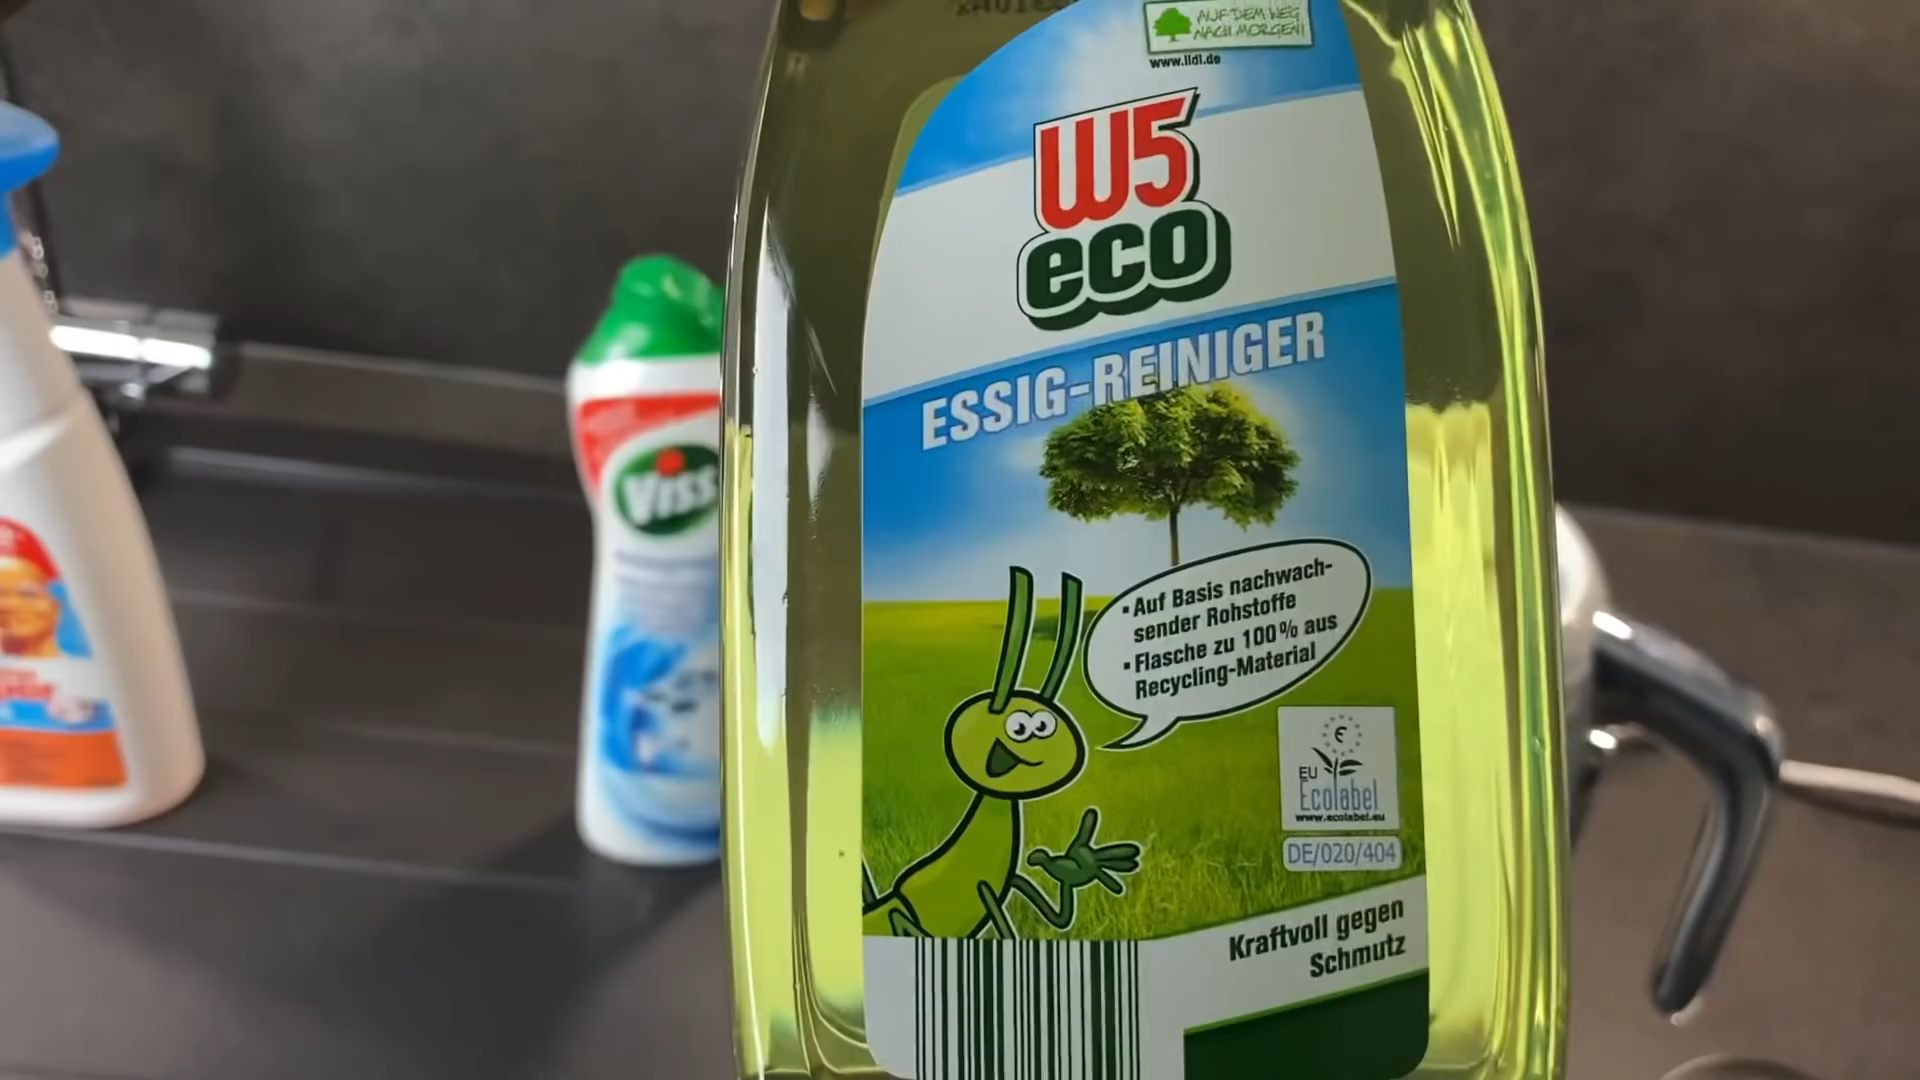 AUF DEM WEG
NACH MORGEN!
www.lidl.de
W5
eco
ESSIG-REINIGER
• Auf Basis nachwach-
sender Rohstoffe
• Flasche zu 100% aus
Recycling-Material
EU
Ecolabel
www.ecolabel.eu
DE/020/404
Kraftvoll gegen
Schmutz
Viss